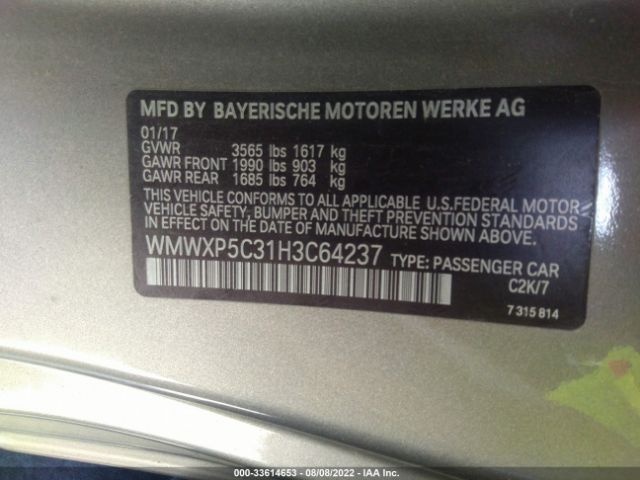 MFD BY BAYERISCHE MOTOREN WERKE AG
01/17
GVWR 3565 lbs 1617 kg
GAWR FRONT 1990 lbs 903 kg
GAWR REAR 1685 lbs 764 kg
THIS VEHICLE CONFORMS TO ALL APPLICABLE U.S.FEDERAL MOTOR
VEHICLE SAFETY, BUMPER AND THEFT PREVENTION STANDARDS
IN EFFECT ON THE DATE OF MANUFACTURE SHOWN ABOVE.
WMWXP5C31H3C64237 TYPE: PASSENGER CAR
C2K/7
7 315 814
000-33614653 - 08/08/2022 - IAA Inc.